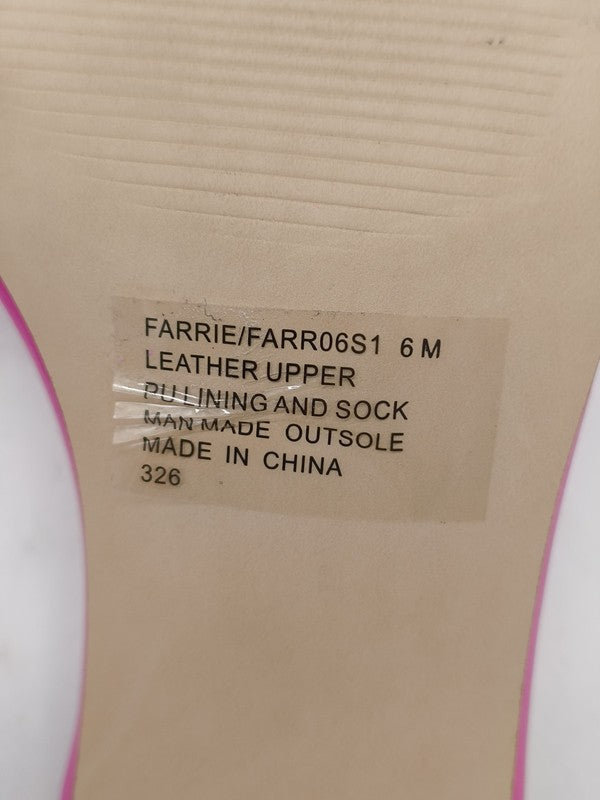 FARRIE/FARR06S1 6 M
LEATHER UPPER
PU LINING AND SOCK
MAN MADE OUTSOLE
MADE IN CHINA
326